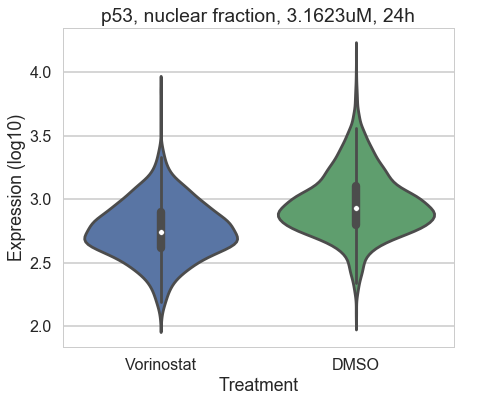 p53, nuclear fraction, 3.1623uM, 24h
Expression (log10)
4.0
3.5
3.0
2.5
2.0
Vorinostat
DMSO
Treatment